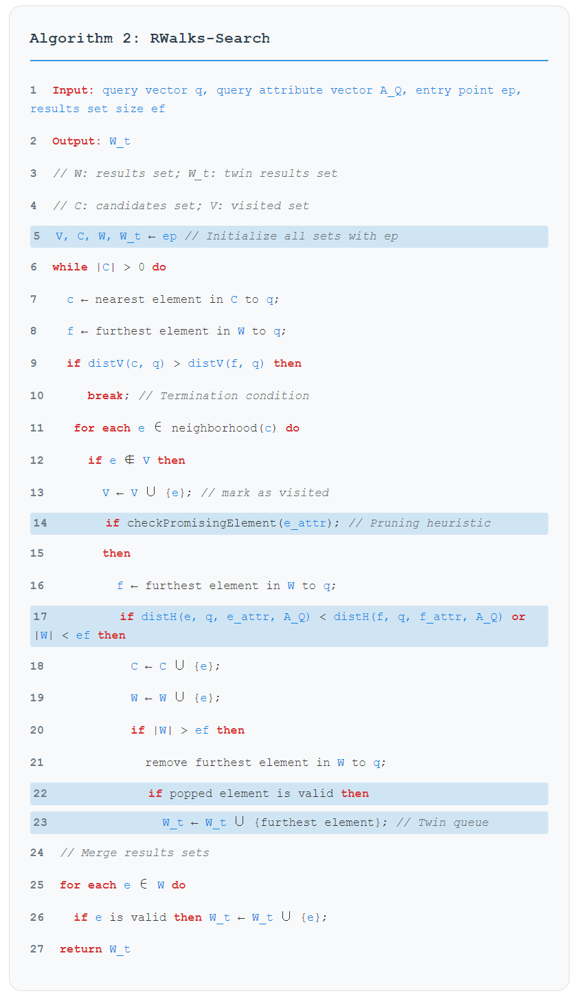 Algorithm 2: RWalks-Search
1 Input: query vector q, query attribute vector A_Q, entry point ep,
results set size ef
2 Output: W_t
3 // W: results set; W_t: twin results set
4 // C: candidates set; V: visited set
5 V, C, W, W_t ← ep // Initialize all sets with ep
6 while |C| > 0 do
7 c ← nearest element in C to q;
8 f ← furthest element in W to q;
9 if distV(c, q) > distV(f, q) then
10 break; // Termination condition
11 for each e ∈ neighborhood(c) do
12 if e ∉ V then
13 V ← V ∪ {e}; // mark as visited
14 if checkPromisingElement(e_attr); // Pruning heuristic
15 then
16 f ← furthest element in W to q;
17 if distH(e, q, e_attr, A_Q) < distH(f, q, f_attr, A_Q) or
|W| < ef then
18 C ← C ∪ {e};
19 W ← W ∪ {e};
20 if |W| > ef then
21 remove furthest element in W to q;
22 if popped element is valid then
23 W_t ← W_t ∪ {furthest element}; // Twin queue
24 // Merge results sets
25 for each e ∈ W do
26 if e is valid then W_t ← W_t ∪ {e};
27 return W_t